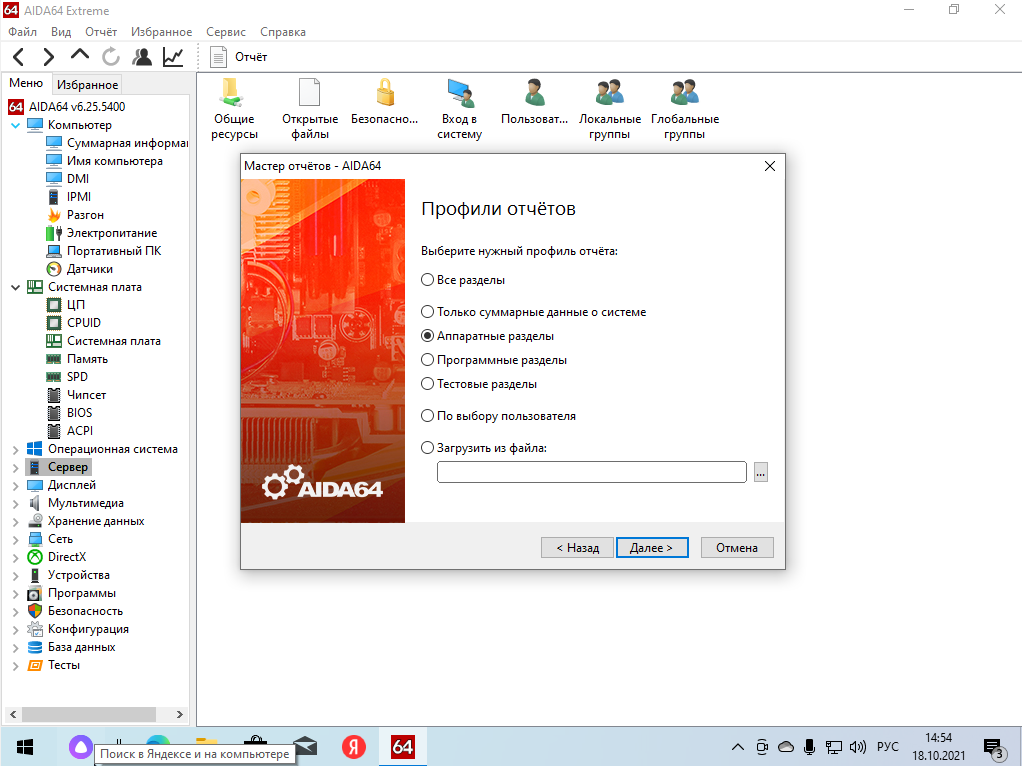 64 AIDA64 Extreme
Файл Вид Отчёт Избранное Сервис Справка
Отчёт
Меню Избранное
64 AIDA64 v6.25.5400
Компьютер
Суммарная информа
Имя компьютера
DMI
IPMI
Разгон
Электропитание
Портативный ПК
Датчики
Системная плата
ЦП
CPUID
Системная плата
Память
SPD
Чипсет
BIOS
ACPI
Операционная система
Сервер
Дисплей
Мультимедиа
Хранение данных
Сеть
DirectX
Устройства
Программы
Безопасность
Конфигурация
База данных
Тесты
Общие ресурсы
Открытые файлы
Безопасно...
Вход в систему
Пользоват...
Локальные группы
Глобальные группы
Мастер отчётов - AIDA64
Профили отчётов
Выберите нужный профиль отчёта:
Все разделы
Только суммарные данные о системе
Аппаратные разделы
Программные разделы
Тестовые разделы
По выбору пользователя
Загрузить из файла:
...
AIDA64
< Назад Далее > Отмена
Поиск в Яндексе и на компьютере
Я
64
РУС
14:54
18.10.2021
3